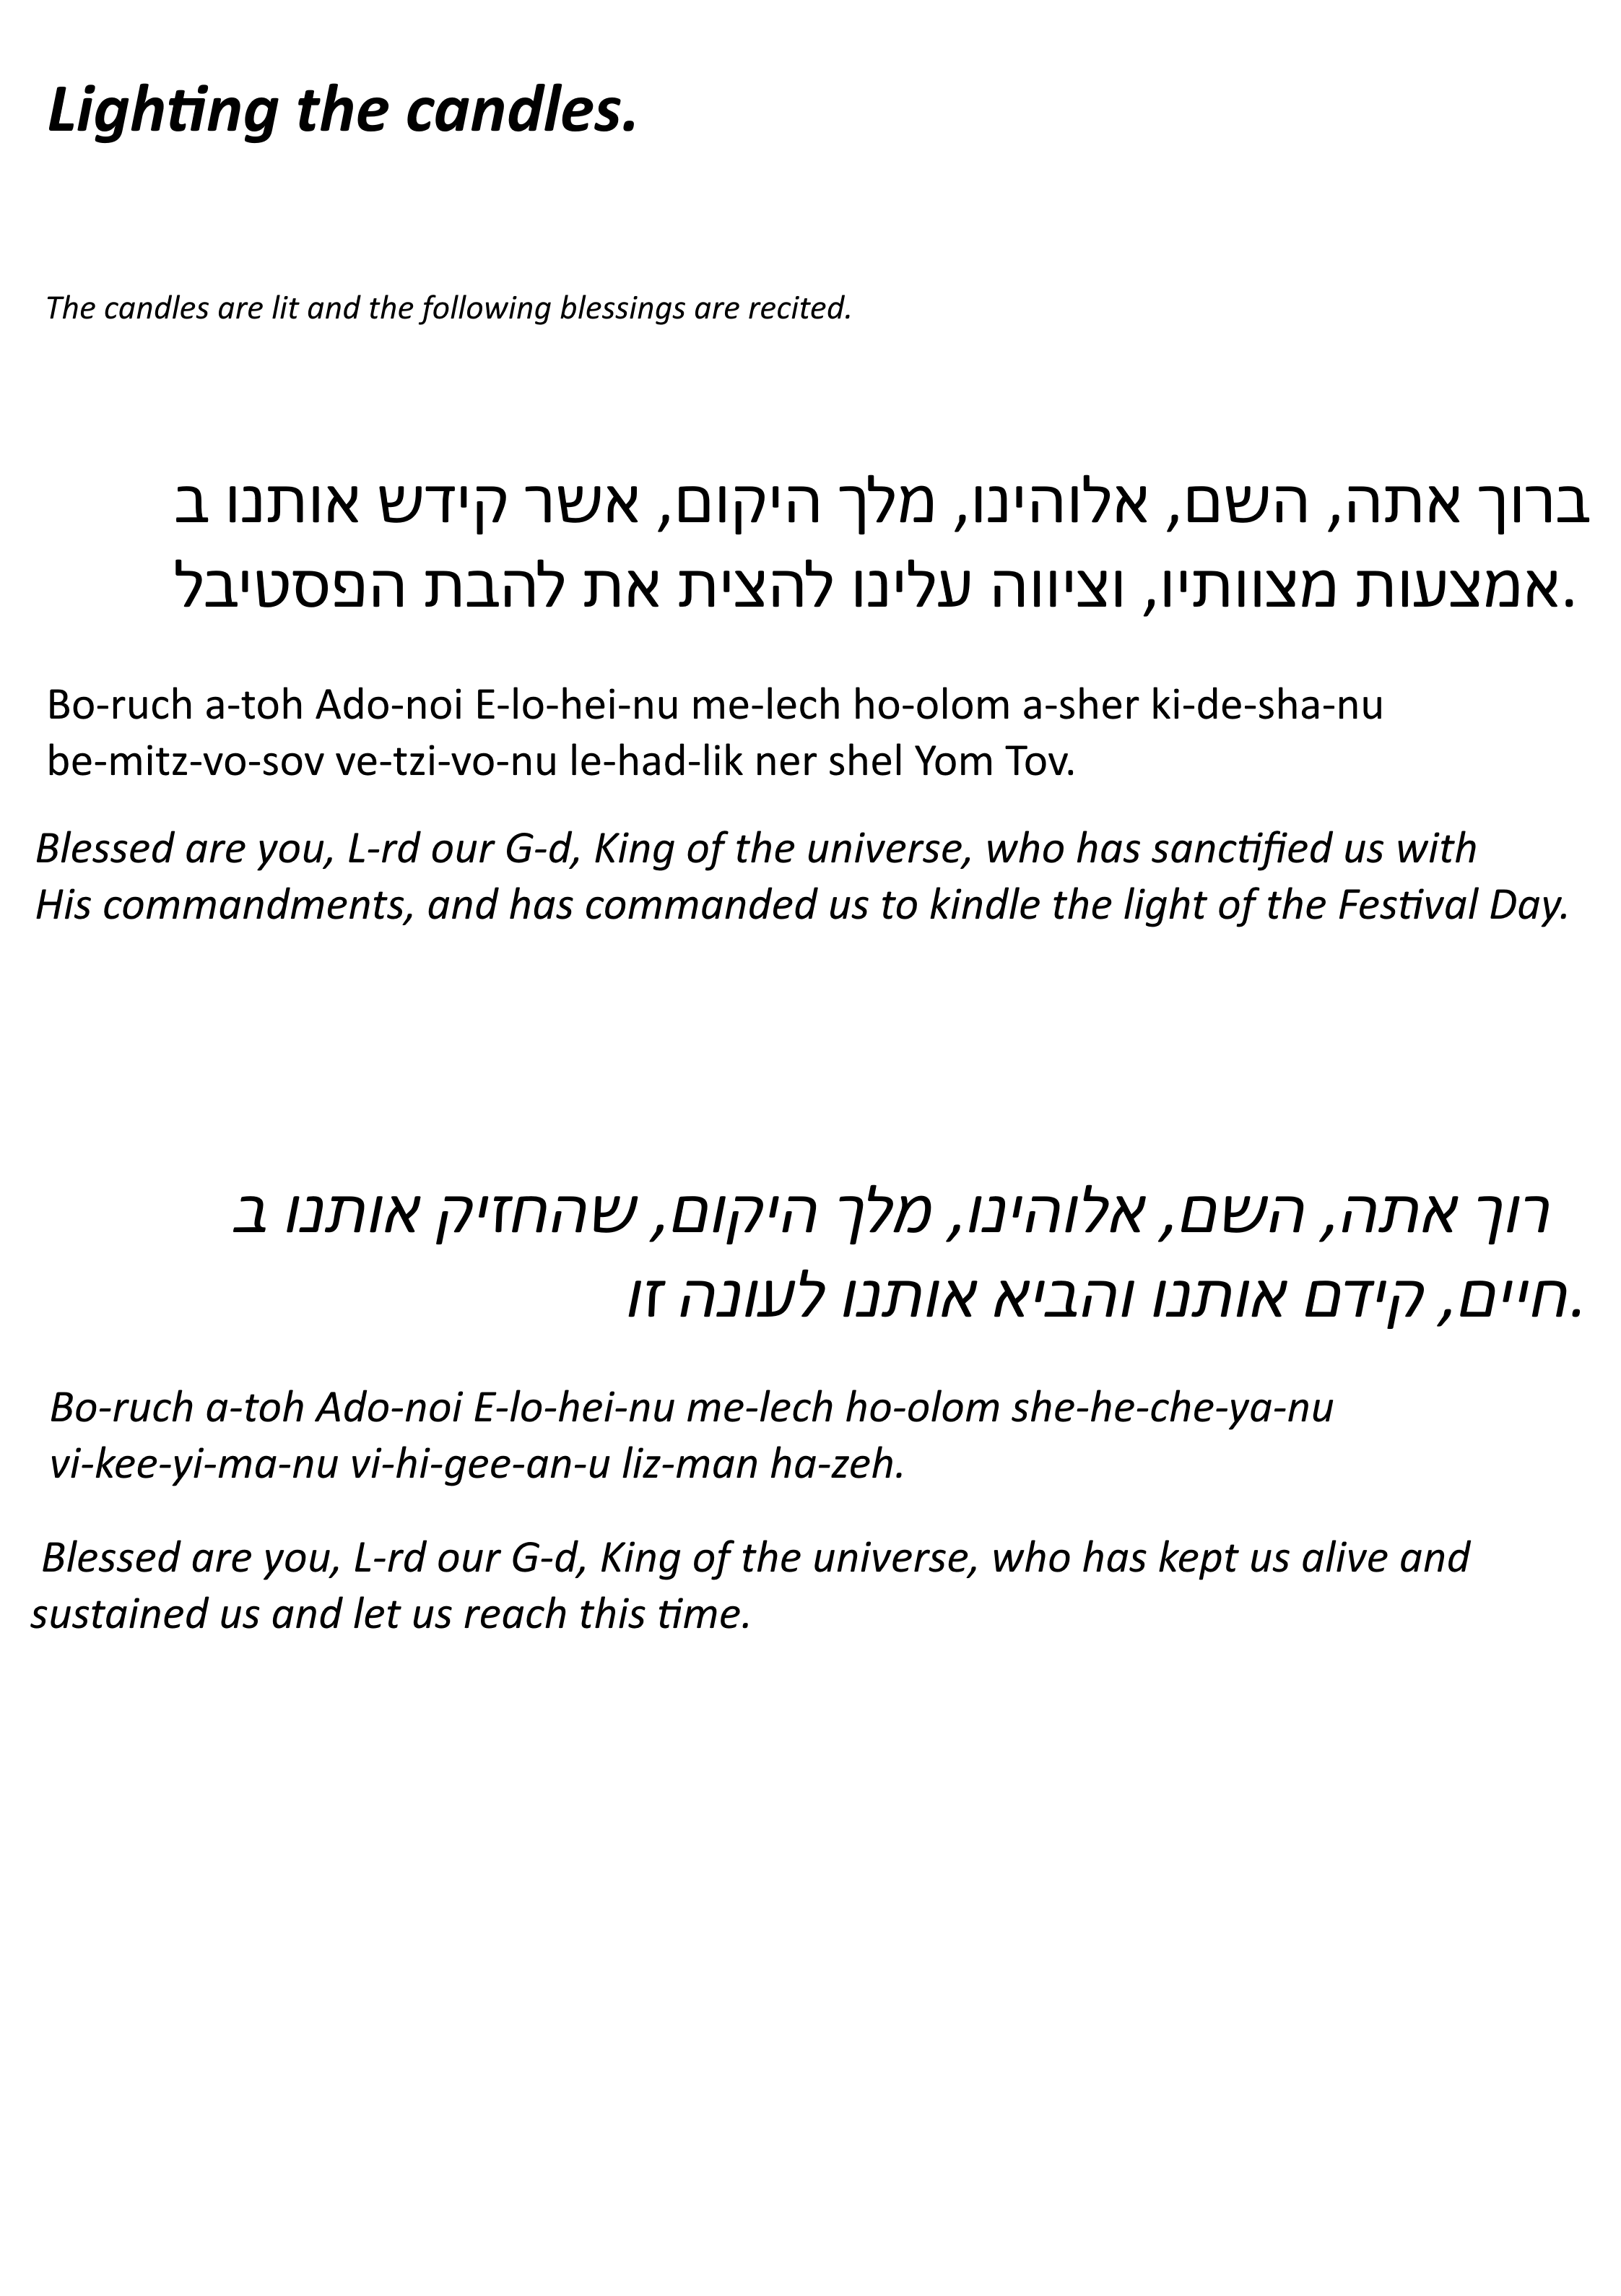 Lighting the candles.
The candles are lit and the following blessings are recited.
ברוך אתה, השם, אלוהינו, מלך היקום, אשר קידש אותנו ב
.אמצעות מצוותיו, וציווה עלינו להצית את להבת הפסטיבל
Bo-ruch a-toh Ado-noi E-lo-hei-nu me-lech ho-olom a-sher ki-de-sha-nu
be-mitz-vo-sov ve-tzi-vo-nu le-had-lik ner shel Yom Tov.
Blessed are you, L-rd our G-d, King of the universe, who has sanctified us with
His commandments, and has commanded us to kindle the light of the Festival Day.
רוך אתה, השם, אלוהינו, מלך היקום, שהחזיק אותנו ב
.חיים, קידם אותנו והביא אותנו לעונה זו
Bo-ruch a-toh Ado-noi E-lo-hei-nu me-lech ho-olom she-he-che-ya-nu
vi-kee-yi-ma-nu vi-hi-gee-an-u liz-man ha-zeh.
Blessed are you, L-rd our G-d, King of the universe, who has kept us alive and
sustained us and let us reach this time.